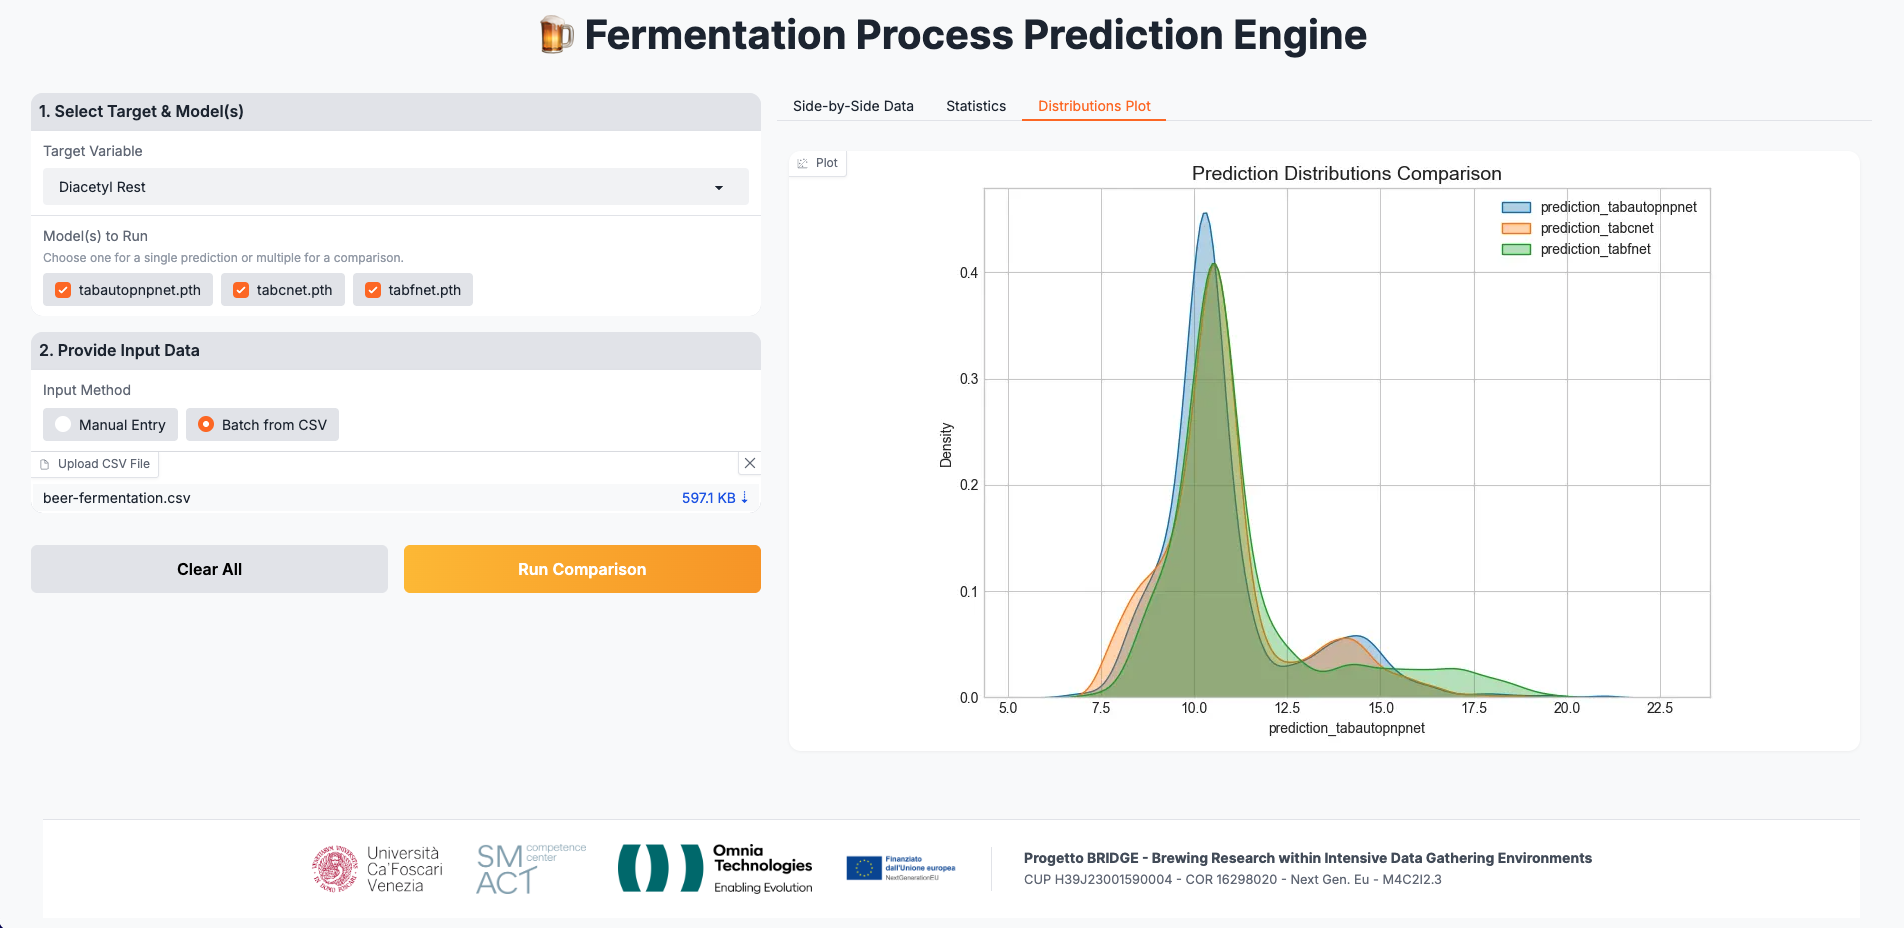 Fermentation Process Prediction Engine
1. Select Target & Model(s)
Target Variable
Diacetyl Rest
Model(s) to Run
Choose one for a single prediction or multiple for a comparison.
tabautopnpnet.pth
tabcnet.pth
tabfnet.pth
2. Provide Input Data
Input Method
Manual Entry
Batch from CSV
Upload CSV File
beer-fermentation.csv
597.1 KB ↓
Clear All
Run Comparison
Side-by-Side Data
Statistics
Distributions Plot
Plot
Prediction Distributions Comparison
prediction_tabautopnpnet
prediction_tabcnet
prediction_tabfnet
Density
0.4
0.3
0.2
0.1
0.0
5.0
7.5
10.0
12.5
15.0
17.5
20.0
22.5
prediction_tabautopnpnet
Università
Ca'Foscari
Venezia
SM
ACT
competence
center
Omnia
Technologies
Enabling Evolution
Finanziato
dall'Unione europea
NextGenerationEU
Progetto BRIDGE - Brewing Research within Intensive Data Gathering Environments
CUP H39J23001590004 - COR 16298020 - Next Gen. Eu - M4C2I2.3